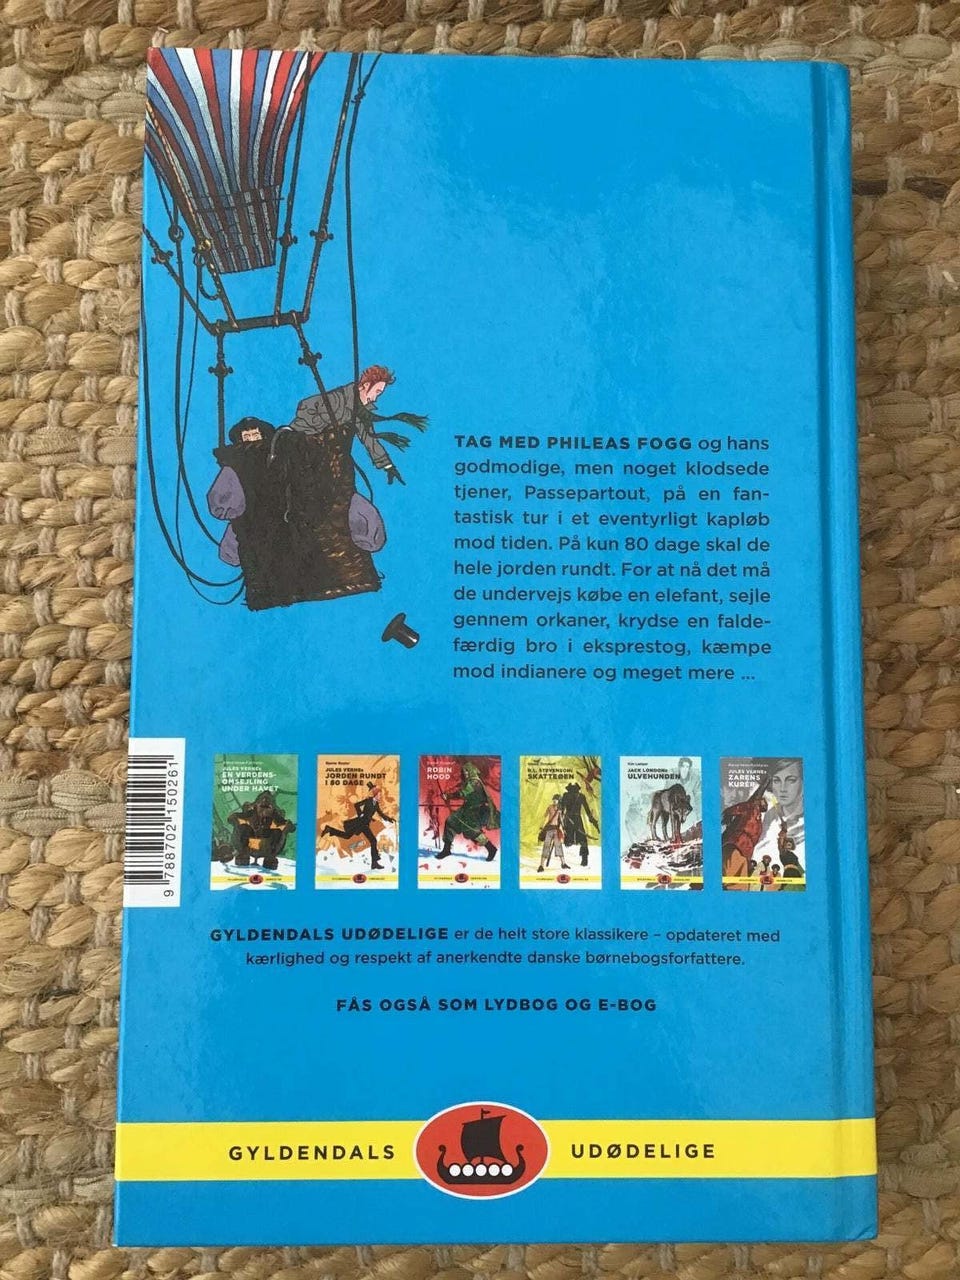 TAG MED PHILEAS FOGG og hans
godmodige, men noget klodsede
tjener, Passepartout, på en fan-
tastisk tur i et eventyrligt kapløb
mod tiden. På kun 80 dage skal de
hele jorden rundt. For at nå det må
de undervejs købe en elefant, sejle
gennem orkaner, krydse en falde-
færdig bro i eksprestog, kæmpe
mod indianere og meget mere ...
9 788702 150261
JULES VERNEs
EN VERDENS-
OMSEJLING
UNDER HAVET
Bjarne Reuter
JULES VERNEs
JORDEN RUNDT
I 80 DAGE
ROBIN
HOOD
R.L. STEVENSONs
SKATTEØEN
JACK LONDONs
ULVEHUNDEN
JULES VERNEs
ZARENS
KURER
GYLDENDALS UDØDELIGE er de helt store klassikere – opdateret med
kærlighed og respekt af anerkendte danske børnebogsforfattere.
FÅS OGSÅ SOM LYDBOG OG E-BOG
GYLDENDALS UDØDELIGE